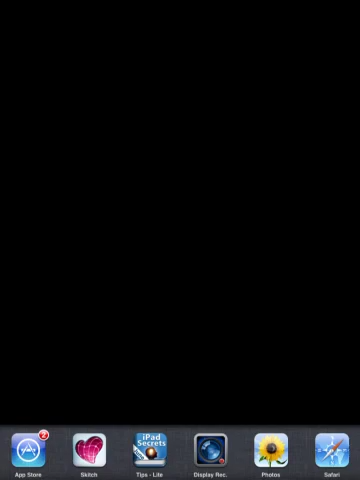 2
iPad
Secrets
App Store
Skitch
Tips - Lite
Display Rec.
Photos
Safari